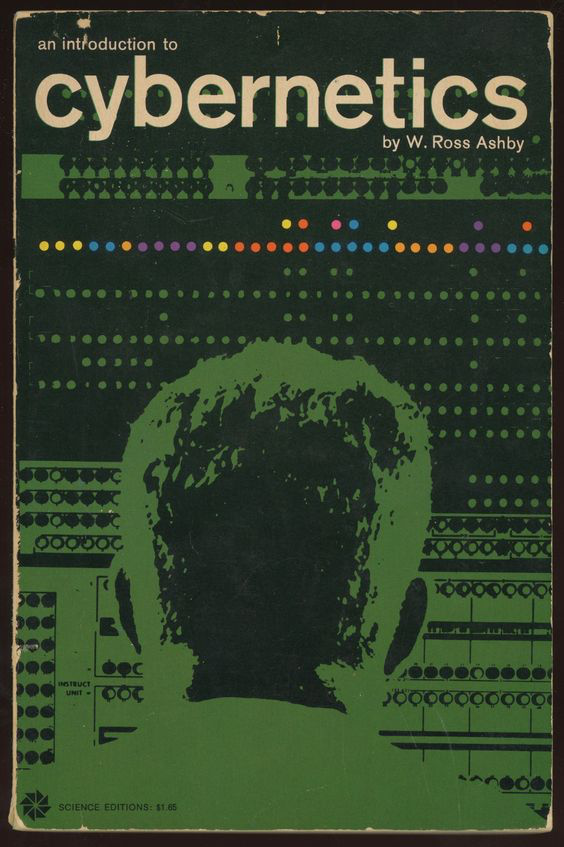 an introduction to
cybernetics
by W. Ross Ashby
INSTRUCT
UNIT
SCIENCE EDITIONS: $1.65